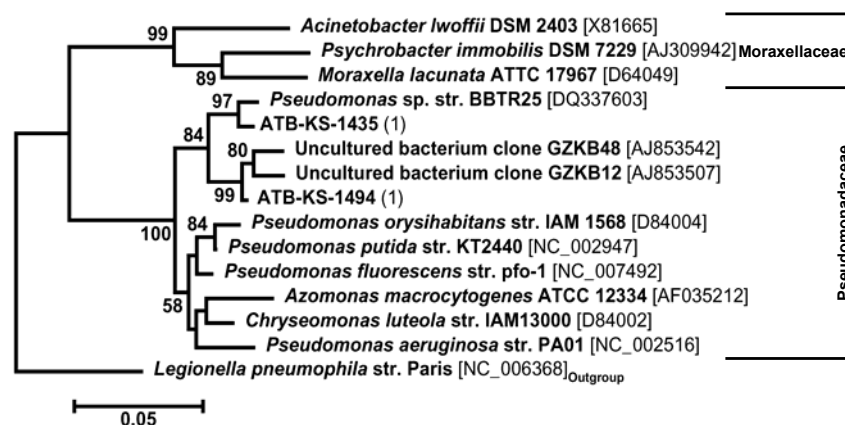 99
Acinetobacter lwoffii DSM 2403 [X81665]
Psychrobacter immobilis DSM 7229 [AJ309942]
Moraxellaceae
89
Moraxella lacunata ATTC 17967 [D64049]
97
Pseudomonas sp. str. BBTR25 [DQ337603]
ATB-KS-1435 (1)
84
80
Uncultured bacterium clone GZKB48 [AJ853542]
Uncultured bacterium clone GZKB12 [AJ853507]
99
ATB-KS-1494 (1)
Pseudomonadaceae
84
Pseudomonas orysihabitans str. IAM 1568 [D84004]
100
Pseudomonas putida str. KT2440 [NC_002947]
Pseudomonas fluorescens str. pfo-1 [NC_007492]
58
Azomonas macrocytogenes ATCC 12334 [AF035212]
Chryseomonas luteola str. IAM13000 [D84002]
Pseudomonas aeruginosa str. PA01 [NC_002516]
Legionella pneumophila str. Paris [NC_006368]Outgroup
0.05